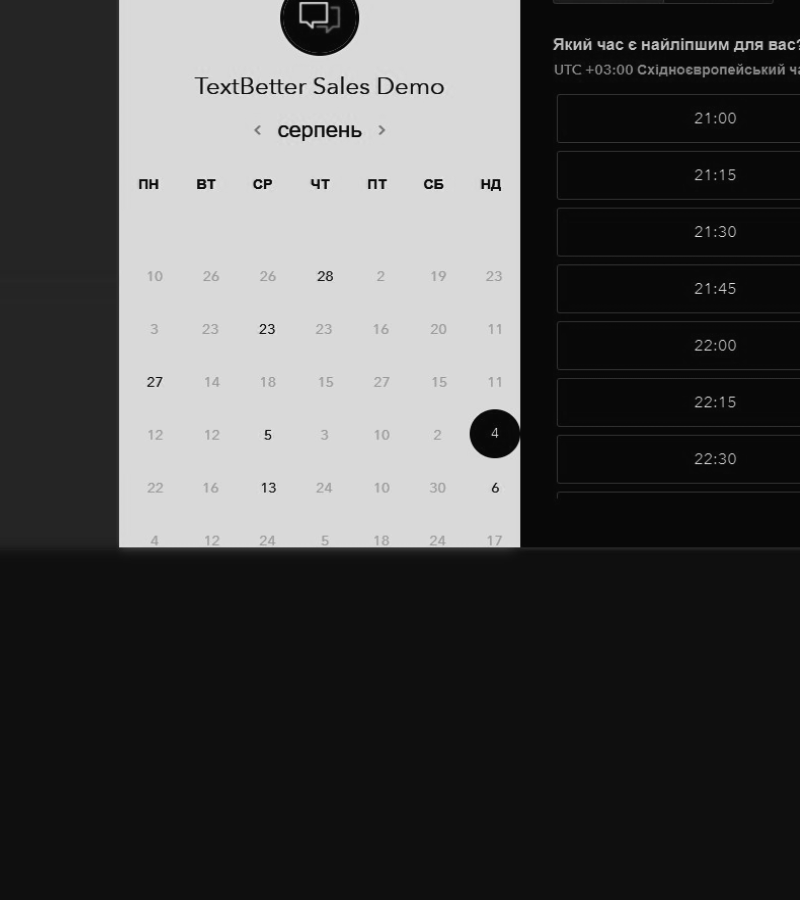 TextBetter Sales Demo
серпень
ПН ВТ СР ЧТ ПТ СБ НД
10 26 26 28 2 19 23
3 23 23 23 16 20 11
27 14 18 15 27 15 11
12 12 5 3 10 2 4
22 16 13 24 10 30 6
4 12 24 5 18 24 17
Який час є найліпшим для вас?
UTC +03:00 Східноєвропейський
21:00
21:15
21:30
21:45
22:00
22:15
22:30